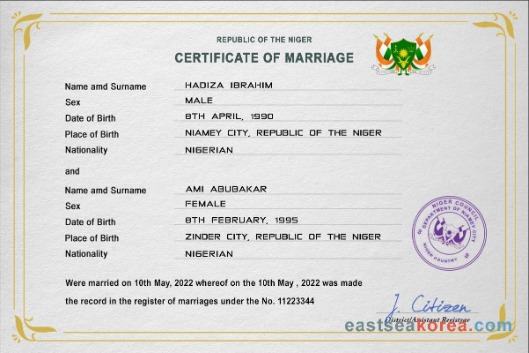 REPUBLIC OF THE NIGER
CERTIFICATE OF MARRIAGE
Name amd Surname HADIZA IBRAHIM
Sex MALE
Date of Birth 8TH APRIL, 1990
Place of Birth NIAMEY CITY, REPUBLIC OF THE NIGER
Nationality NIGERIAN
and
Name amd Surname AMI ABUBAKAR
Sex FEMALE
Date of Birth 8TH FEBRUARY, 1995
Place of Birth ZINDER CITY, REPUBLIC OF THE NIGER
Nationality NIGERIAN
NIGER COUNCIL
DEPARTMENT OF NIAMEY CITY
NIGER COUNTRY
Were married on 10th May, 2022 whereof on the 10th May , 2022 was made
the record in the register of marriages under the No. 11223344
J. Citizen
District/Assistant Registrar
eastseakorea.com